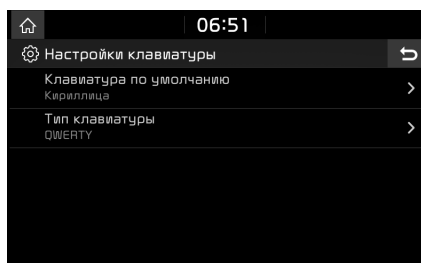 06:51
Настройки клавиатуры
Клавиатура по умолчанию
Кириллица
Тип клавиатуры
QWERTY